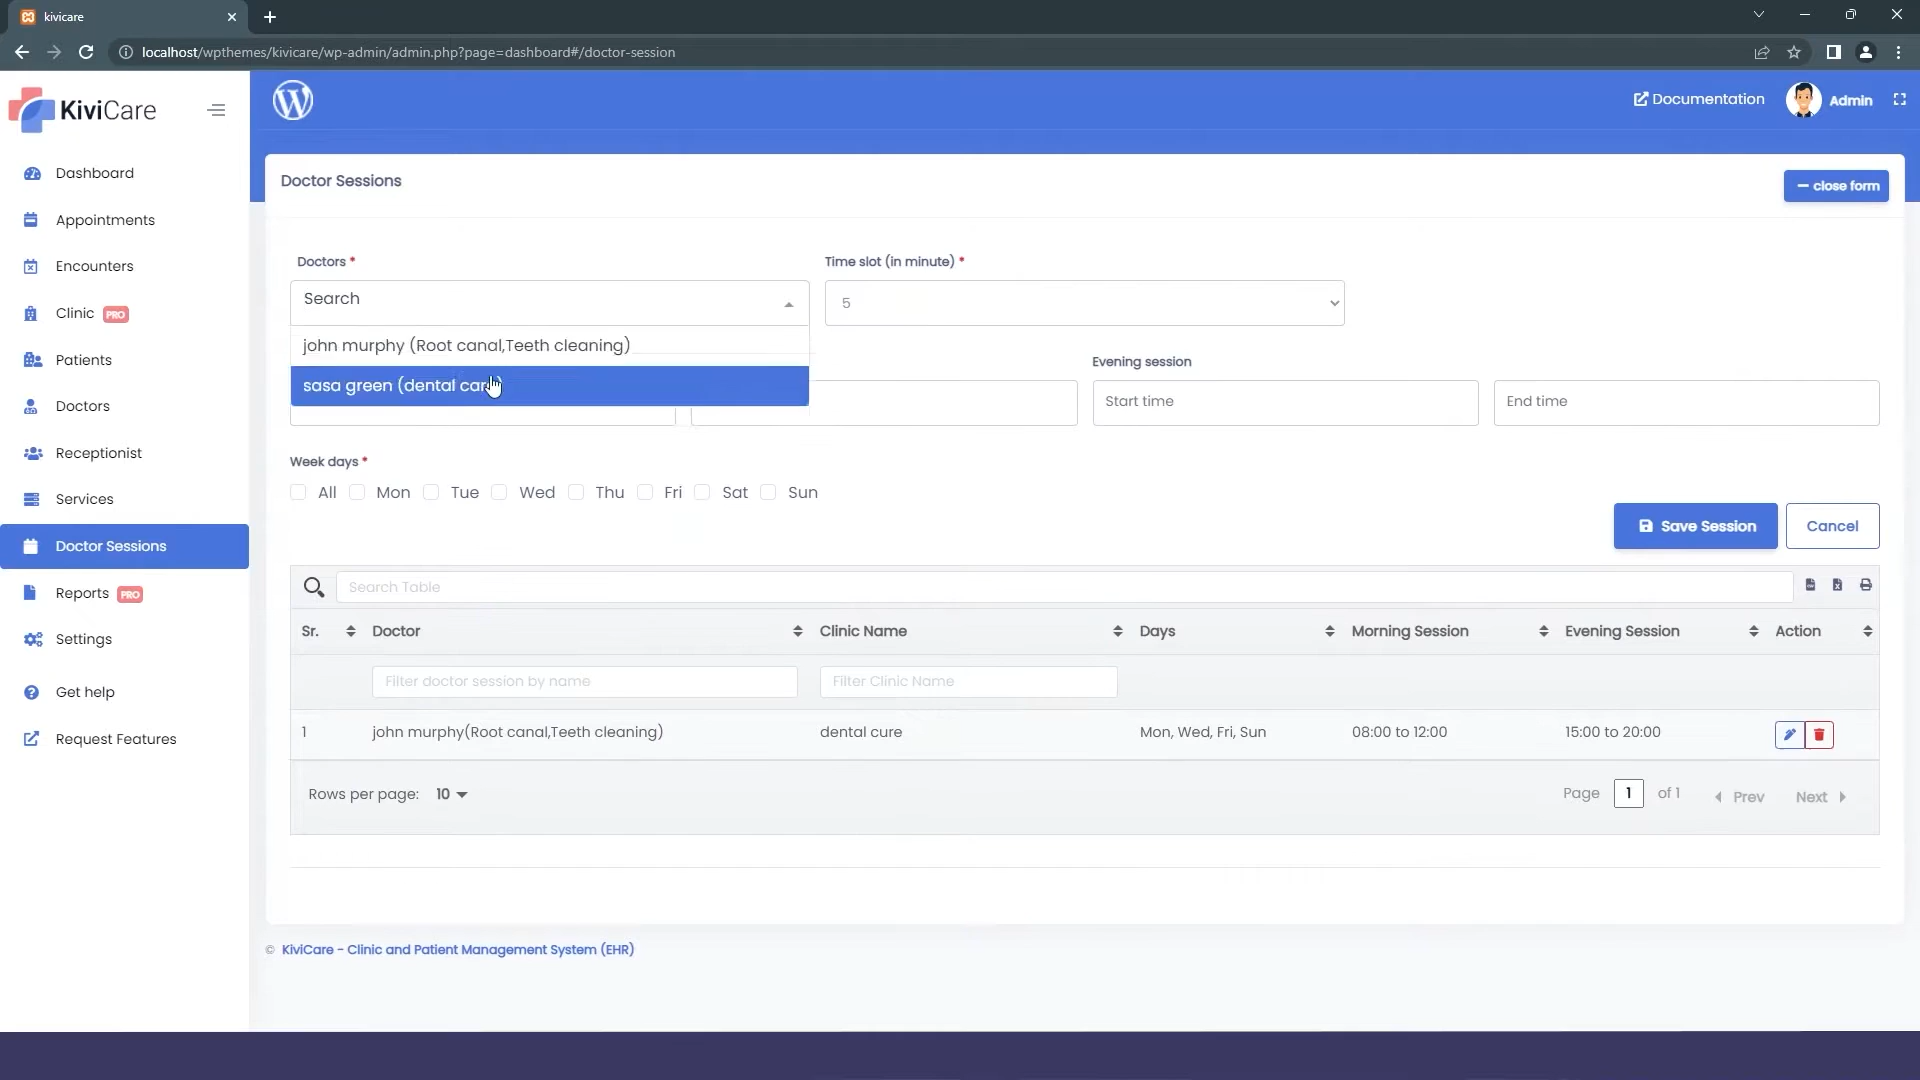 kivicare
localhost/wpthemes/kivicare/wp-admin/admin.php?page=dashboard#/doctor-session
KiviCare
Documentation
Admin
Dashboard
Appointments
Encounters
Clinic PRO
Patients
Doctors
Receptionist
Services
Doctor Sessions
Reports PRO
Settings
Get help
Request Features
Doctor Sessions
close form
Doctors *
Time slot (in minute) *
Search
5
john murphy (Root canal,Teeth cleaning)
sasa green (dental care)
Evening session
Start time
End time
Week days *
All Mon Tue Wed Thu Fri Sat Sun
Save Session
Cancel
Search Table
Sr. Doctor Clinic Name Days Morning Session Evening Session Action
Filter doctor session by name
Filter Clinic Name
1 john murphy(Root canal,Teeth cleaning) dental cure Mon, Wed, Fri, Sun 08:00 to 12:00 15:00 to 20:00
Rows per page: 10
Page 1 of 1 Prev Next
© KiviCare - Clinic and Patient Management System (EHR)